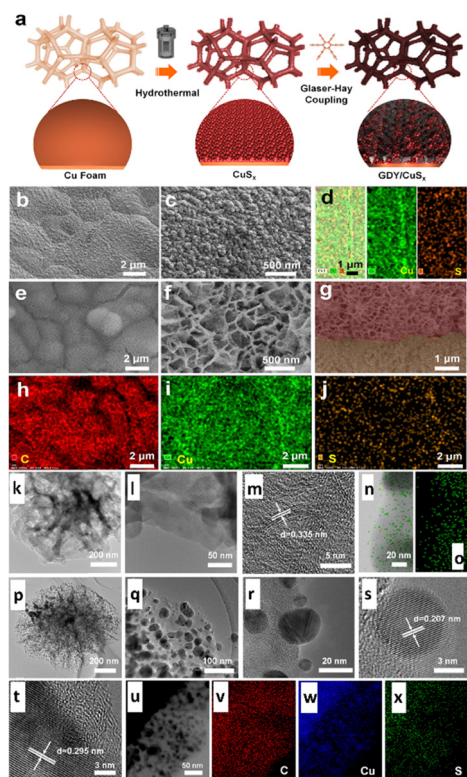 a
Hydrothermal
Glaser-Hay
Coupling
Cu Foam
CuSₓ
GDY/CuSₓ
b
2 µm
c
500 nm
d
1 µm
Cu
S
e
2 µm
f
500 nm
g
1 µm
h
C
2 µm
i
Cu
2 µm
j
S
2 µm
k
200 nm
l
50 nm
m
d=0.335 nm
5 nm
n
20 nm
o
p
200 nm
q
100 nm
r
20 nm
s
d=0.207 nm
3 nm
t
d=0.295 nm
3 nm
u
50 nm
v
C
w
Cu
x
S